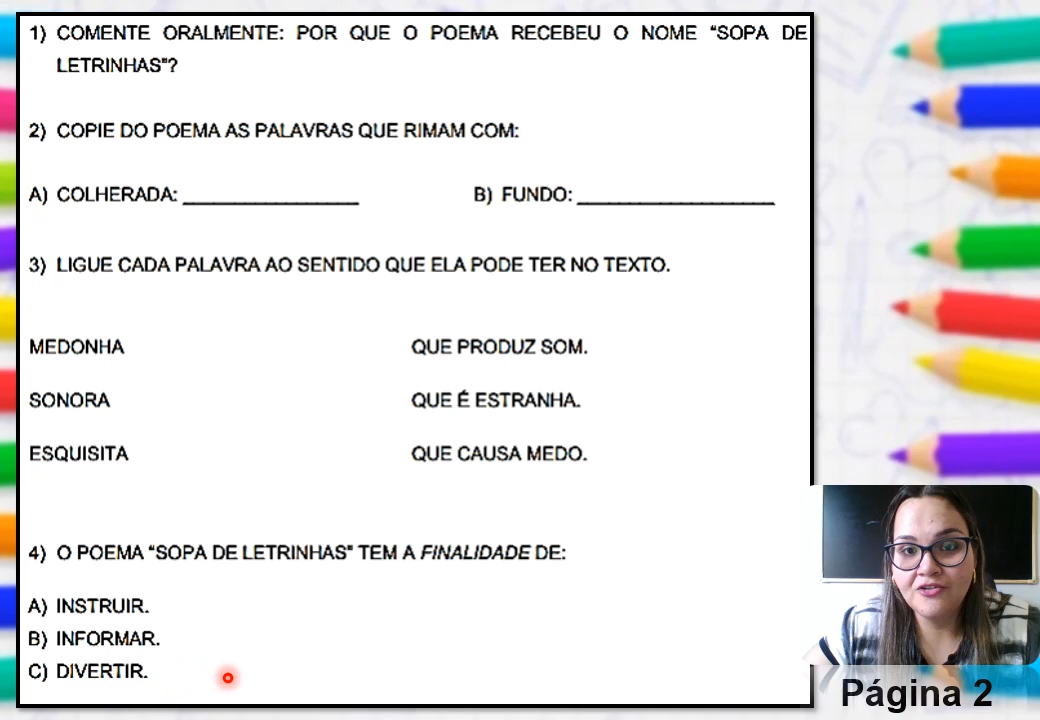 1) COMENTE ORALMENTE: POR QUE O POEMA RECEBEU O NOME “SOPA DE
LETRINHAS”?
2) COPIE DO POEMA AS PALAVRAS QUE RIMAM COM:
A) COLHERADA: _________________ B) FUNDO: ___________________
3) LIGUE CADA PALAVRA AO SENTIDO QUE ELA PODE TER NO TEXTO.
MEDONHA QUE PRODUZ SOM.
SONORA QUE É ESTRANHA.
ESQUISITA QUE CAUSA MEDO.
4) O POEMA “SOPA DE LETRINHAS” TEM A FINALIDADE DE:
A) INSTRUIR.
B) INFORMAR.
C) DIVERTIR.
Página 2